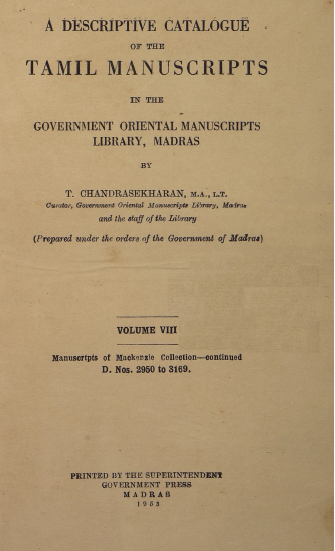 A DESCRIPTIVE CATALOGUE
OF THE
TAMIL MANUSCRIPTS
IN THE
GOVERNMENT ORIENTAL MANUSCRIPTS
LIBRARY, MADRAS
BY
T. CHANDRASEKHARAN, M.A., L.T.
Curator, Government Oriental Manuscripts Library, Madras
and the staff of the Library
(Prepared under the orders of the Government of Madras)
VOLUME VIII
Manuscripts of Mackenzie Collection—continued
D. Nos. 2950 to 3169.
PRINTED BY THE SUPERINTENDENT
GOVERNMENT PRESS
MADRAS
1953